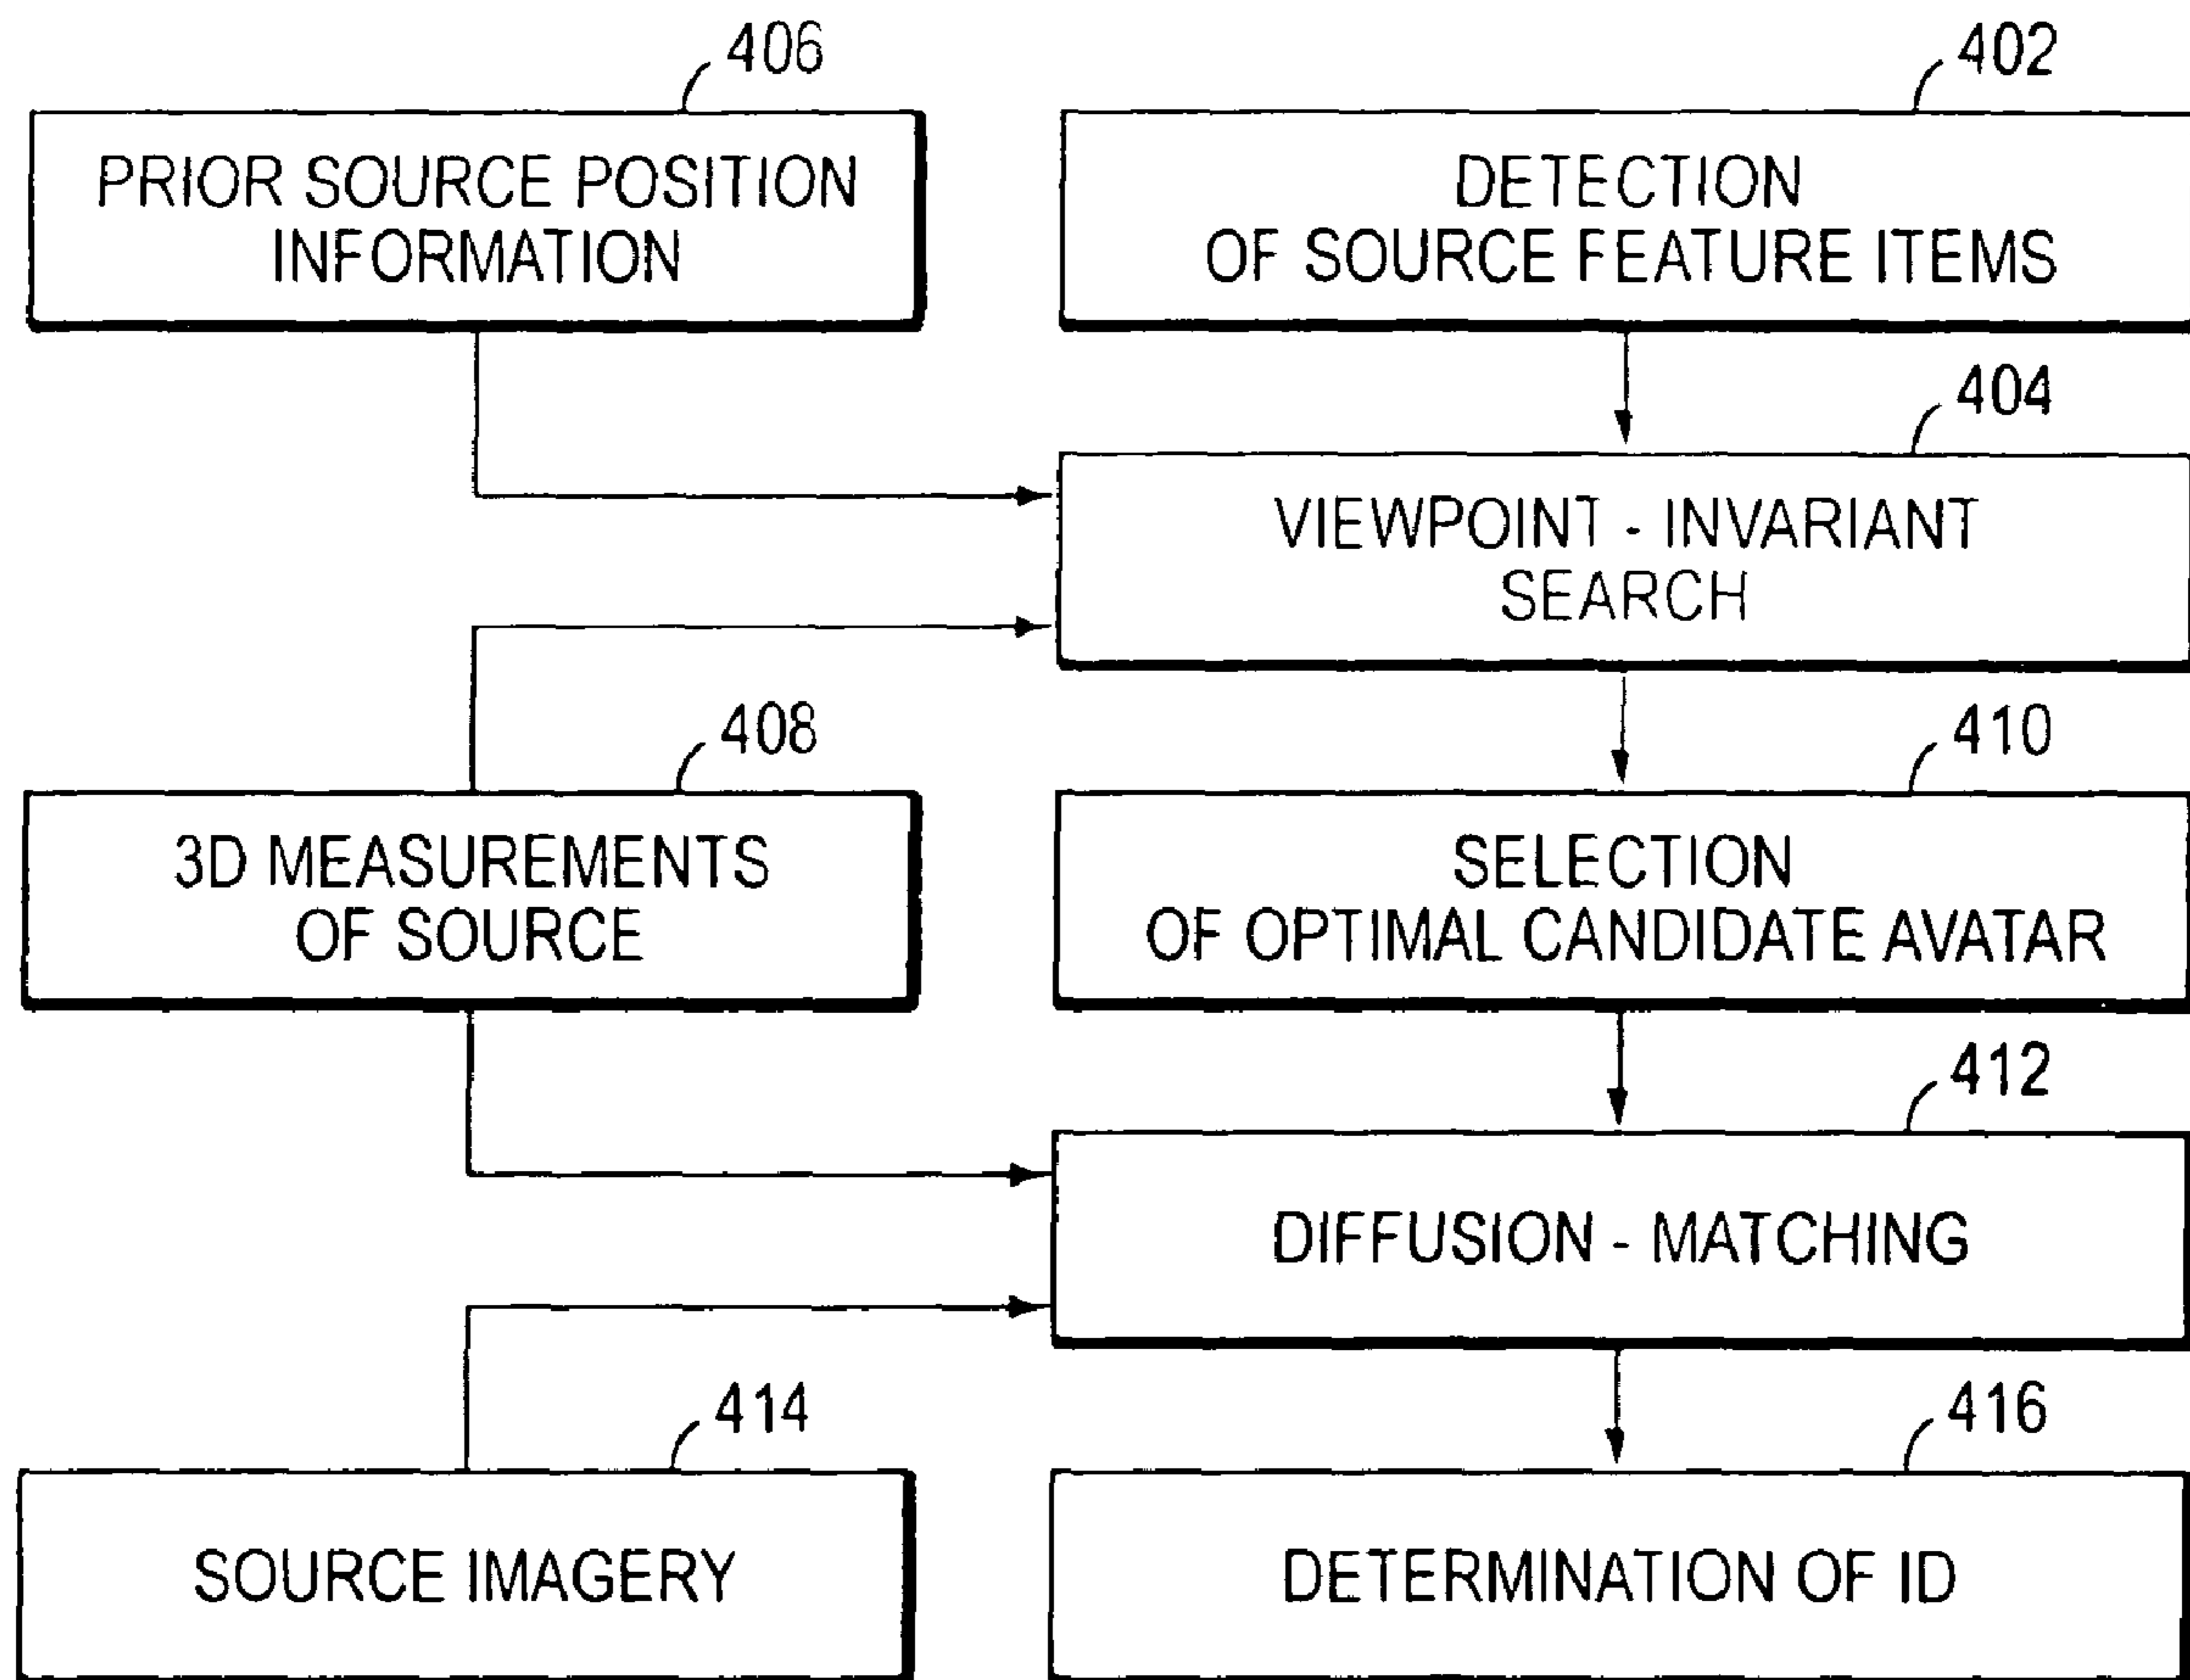 406
402
PRIOR SOURCE POSITION
INFORMATION
DETECTION
OF SOURCE FEATURE ITEMS
404
VIEWPOINT - INVARIANT
SEARCH
408
410
3D MEASUREMENTS
OF SOURCE
SELECTION
OF OPTIMAL CANDIDATE AVATAR
412
DIFFUSION - MATCHING
414
416
SOURCE IMAGERY
DETERMINATION OF ID